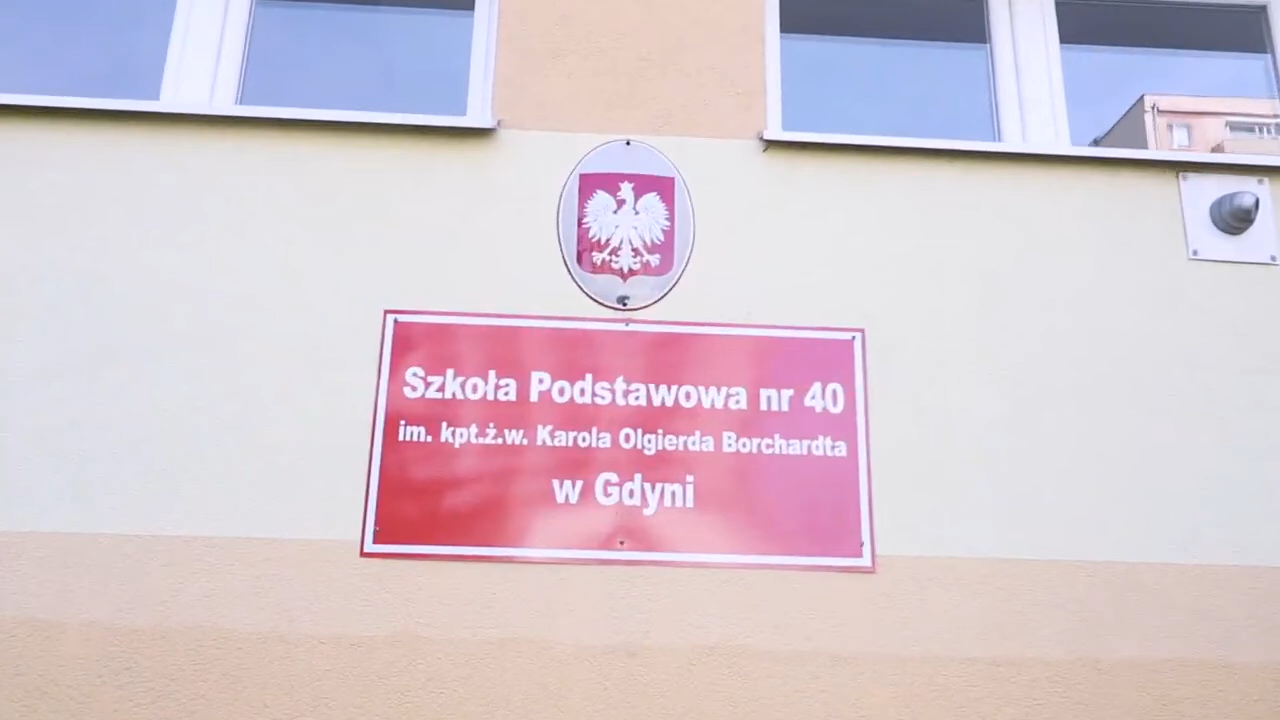 Szkoła Podstawowa nr 40
im. kpt.ż.w. Karola Olgierda Borchardta
w Gdyni